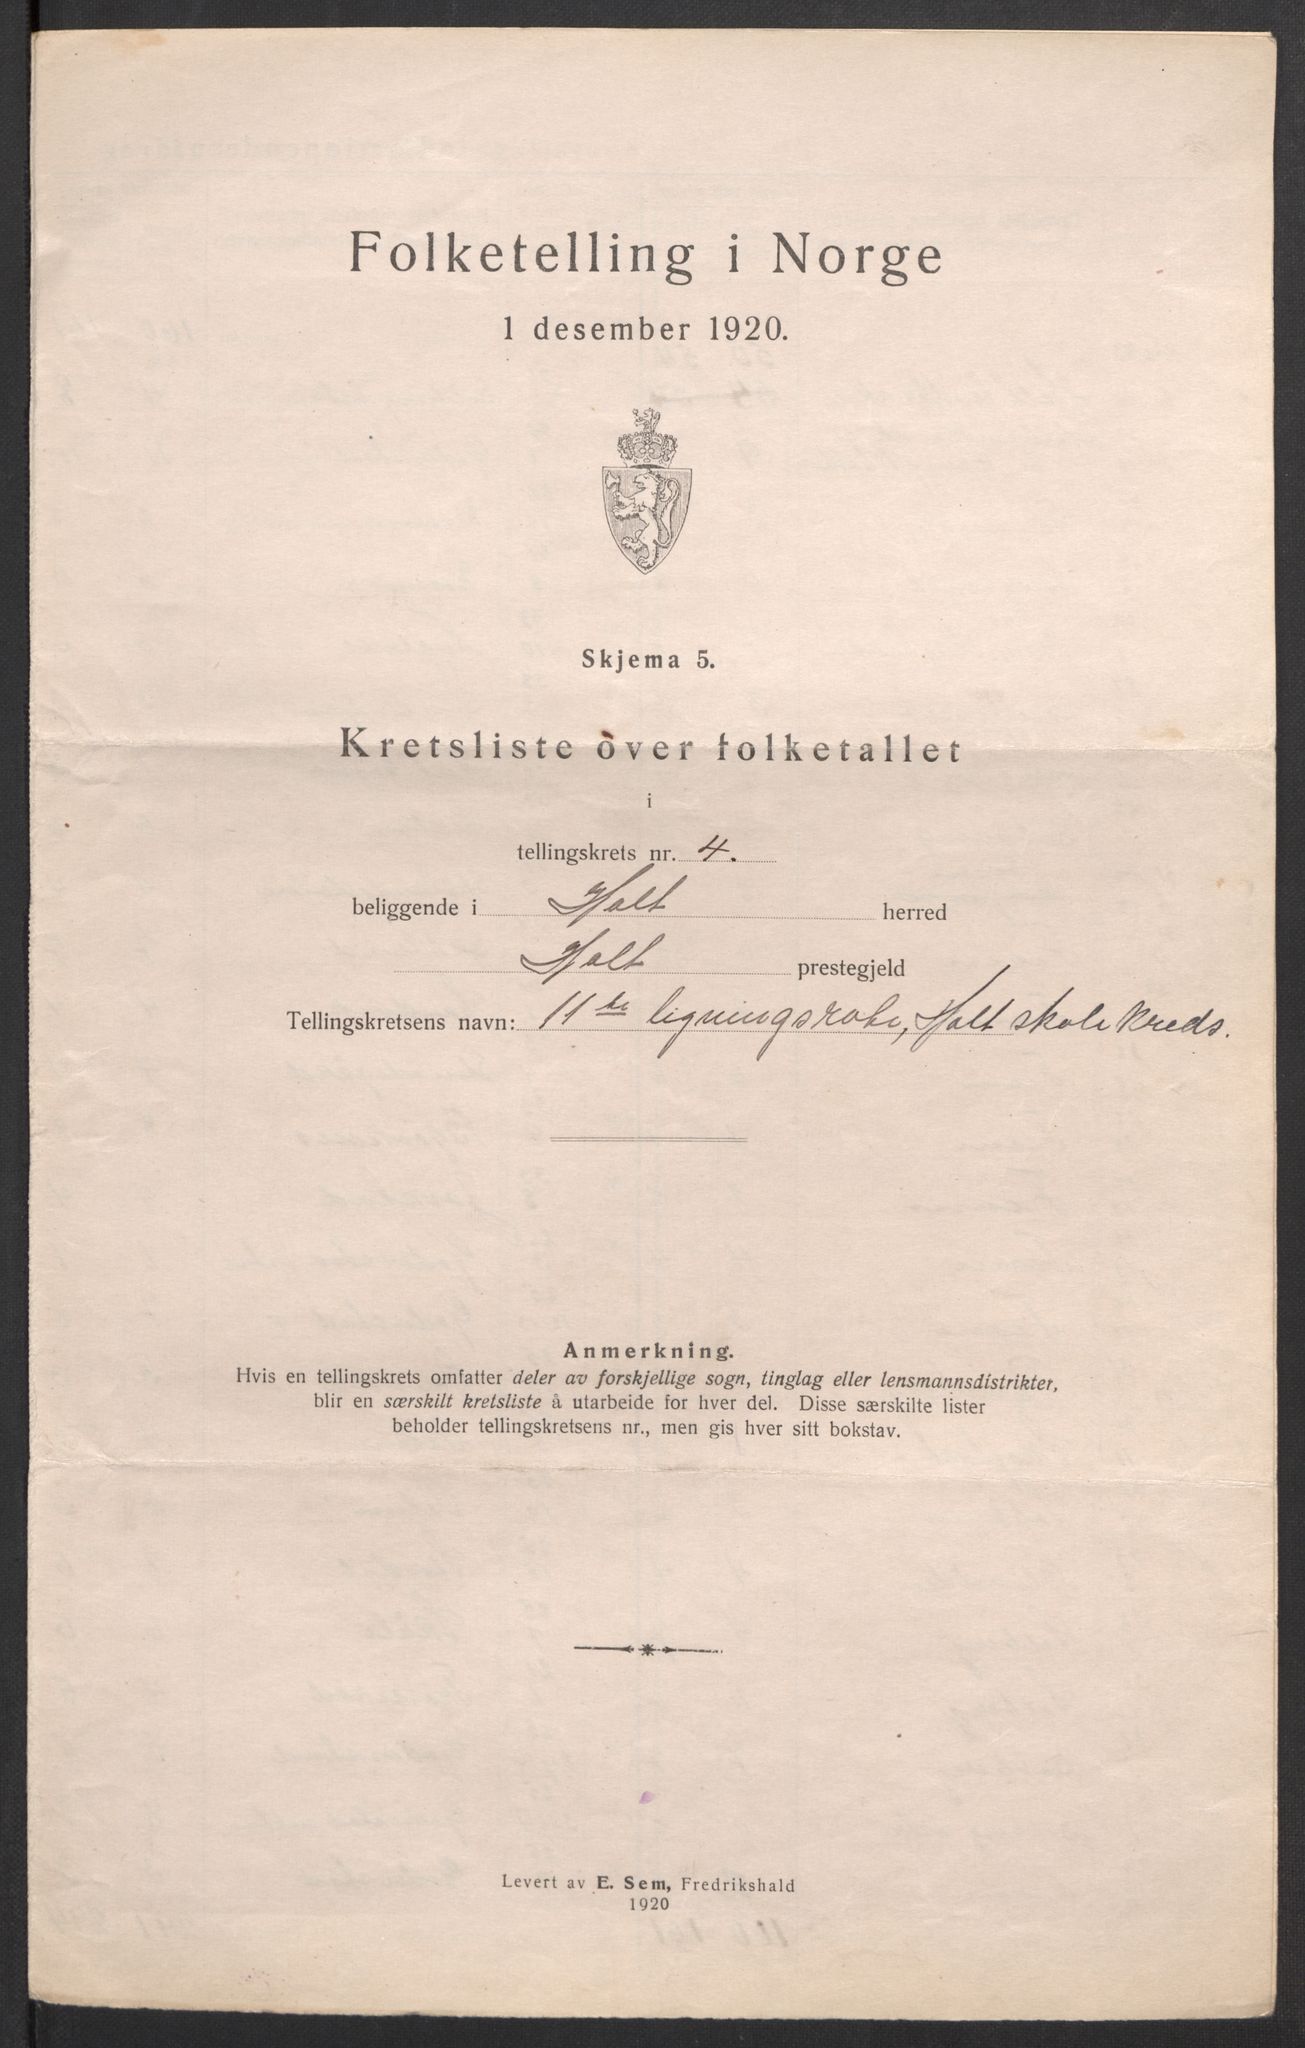 Folketelling i Norge
1 desember 1920.
Skjema 5.
Kretsliste over folketallet
i
tellingskrets nr. 4.
beliggende i Holt herred
Holt prestegjeld
Tellingskretsens navn: 11te ligningsrote, Holt skolekreds.
Anmerkning.
Hvis en tellingskrets omfatter deler av forskjellige sogn, tinglag eller lensmannsdistrikter,
blir en særskilt kretsliste å utarbeide for hver del. Disse særskilte lister
beholder tellingskretsens nr., men gis hver sitt bokstav.
Levert av E. Sem, Fredrikshald
1920